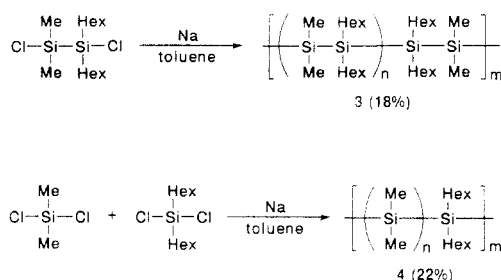 Me Hex
Cl—Si—Si—Cl
Me Hex
Na
toluene
Me Hex Hex Me
Si—Si Si—Si
Me Hex n Hex Me m
3 (18%)
Me
Cl—Si—Cl
Me
+
Hex
Cl—Si—Cl
Hex
Na
toluene
Me Hex
Si Si
Me n Hex m
4 (22%)